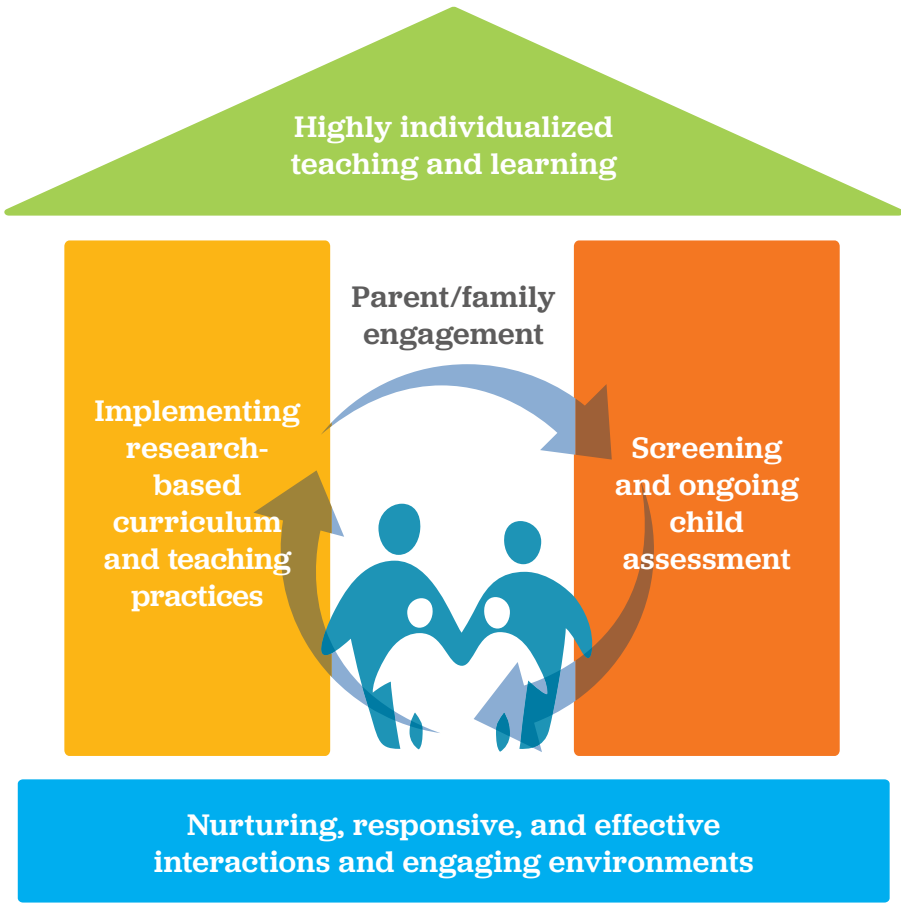 Highly individualized
teaching and learning
Parent/family
engagement
Implementing
research-
based
curriculum
and teaching
practices
Screening
and ongoing
child
assessment
Nurturing, responsive, and effective
interactions and engaging environments